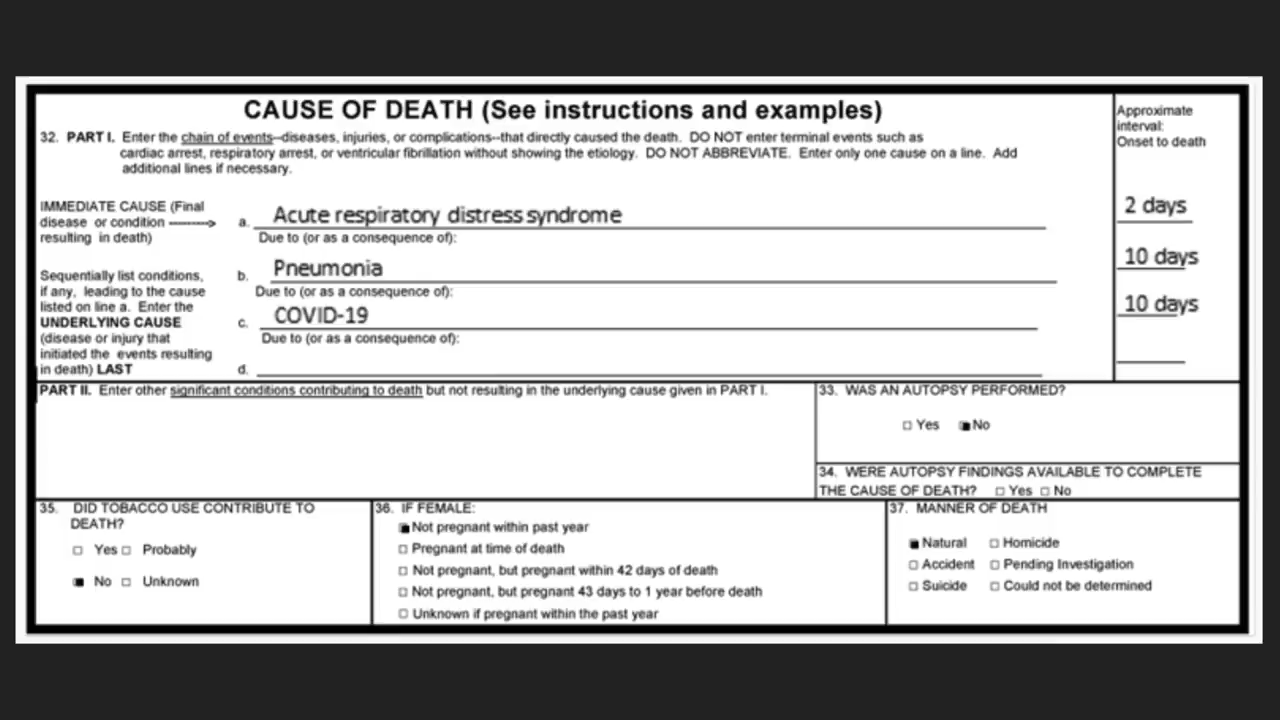 CAUSE OF DEATH (See instructions and examples)
32. PART I. Enter the chain of events--diseases, injuries, or complications--that directly caused the death. DO NOT enter terminal events such as
cardiac arrest, respiratory arrest, or ventricular fibrillation without showing the etiology. DO NOT ABBREVIATE. Enter only one cause on a line. Add
additional lines if necessary.
Approximate
interval:
Onset to death
IMMEDIATE CAUSE (Final
disease or condition --------->
resulting in death)
a. Acute respiratory distress syndrome
2 days
Due to (or as a consequence of):
Sequentially list conditions,
if any, leading to the cause
listed on line a. Enter the
UNDERLYING CAUSE
(disease or injury that
initiated the events resulting
in death) LAST
b. Pneumonia
10 days
Due to (or as a consequence of):
c. COVID-19
10 days
Due to (or as a consequence of):
d.
PART II. Enter other significant conditions contributing to death but not resulting in the underlying cause given in PART I.
33. WAS AN AUTOPSY PERFORMED?
□ Yes ■ No
34. WERE AUTOPSY FINDINGS AVAILABLE TO COMPLETE
THE CAUSE OF DEATH? □ Yes □ No
35. DID TOBACCO USE CONTRIBUTE TO
DEATH?
□ Yes □ Probably
■ No □ Unknown
36. IF FEMALE:
■ Not pregnant within past year
□ Pregnant at time of death
□ Not pregnant, but pregnant within 42 days of death
□ Not pregnant, but pregnant 43 days to 1 year before death
□ Unknown if pregnant within the past year
37. MANNER OF DEATH
■ Natural □ Homicide
□ Accident □ Pending Investigation
□ Suicide □ Could not be determined